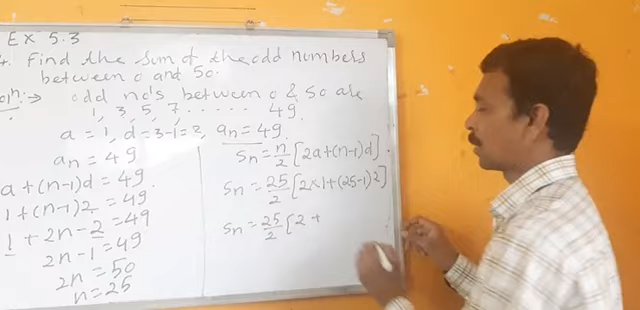 Ex 5.3
4. Find the sum of the odd numbers
between 0 and 50.
Soln:→ odd no's between 0 & 50 are
1, 3, 5, 7, ...... 49.
a = 1, d = 3-1 = 2, an = 49.
an = 49
a + (n-1)d = 49.
1 + (n-1)2 = 49
1 + 2n - 2 = 49
2n - 1 = 49
2n = 50
n = 25
Sn = n/2 [2a + (n-1)d].
Sn = 25/2 [2×1 + (25-1)2]
Sn = 25/2 [2 +